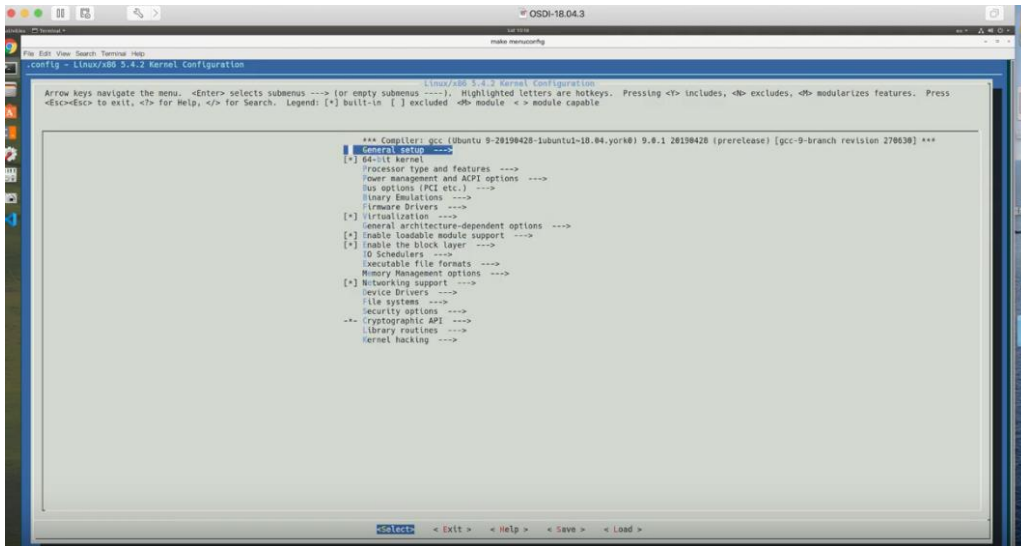 OSDI-18.04.3
Terminal
make menuconfig
File Edit View Search Terminal Help
.config - Linux/x86 5.4.2 Kernel Configuration
Linux/x86 5.4.2 Kernel Configuration
Arrow keys navigate the menu. <Enter> selects submenus ---> (or empty submenus ----). Highlighted letters are hotkeys. Pressing <Y> includes, <N> excludes, <M> modularizes features. Press
<Esc><Esc> to exit, <?> for Help, </> for Search. Legend: [*] built-in [ ] excluded <M> module < > module capable
*** Compiler: gcc (Ubuntu 9-20190428-1ubuntu1~18.04.york0) 9.0.1 20190428 (prerelease) [gcc-9-branch revision 270630] ***
General setup --->
[*] 64-bit kernel
Processor type and features --->
Power management and ACPI options --->
Bus options (PCI etc.) --->
Binary Emulations --->
Firmware Drivers --->
[*] Virtualization --->
General architecture-dependent options --->
[*] Enable loadable module support --->
[*] Enable the block layer --->
IO Schedulers --->
Executable file formats --->
Memory Management options --->
[*] Networking support --->
Device Drivers --->
File systems --->
Security options --->
-*- Cryptographic API --->
Library routines --->
Kernel hacking --->
<Select> < Exit > < Help > < Save > < Load >